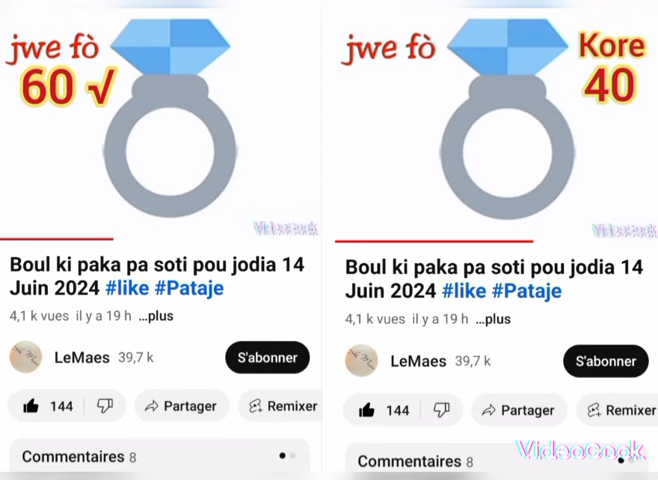 jwe fò
60 √
VideoCook
Boul ki paka pa soti pou jodia 14
Juin 2024 #like #Pataje
4,1 k vues il y a 19 h ...plus
LeMaes 39,7 k
S'abonner
144
Partager
Remixer
Commentaires 8
jwe fò
Kore
40
VideoCook
Boul ki paka pa soti pou jodia 14
Juin 2024 #like #Pataje
4,1 k vues il y a 19 h ...plus
LeMaes 39,7 k
S'abonner
144
Partager
Remixer
Commentaires 8
VideoCook